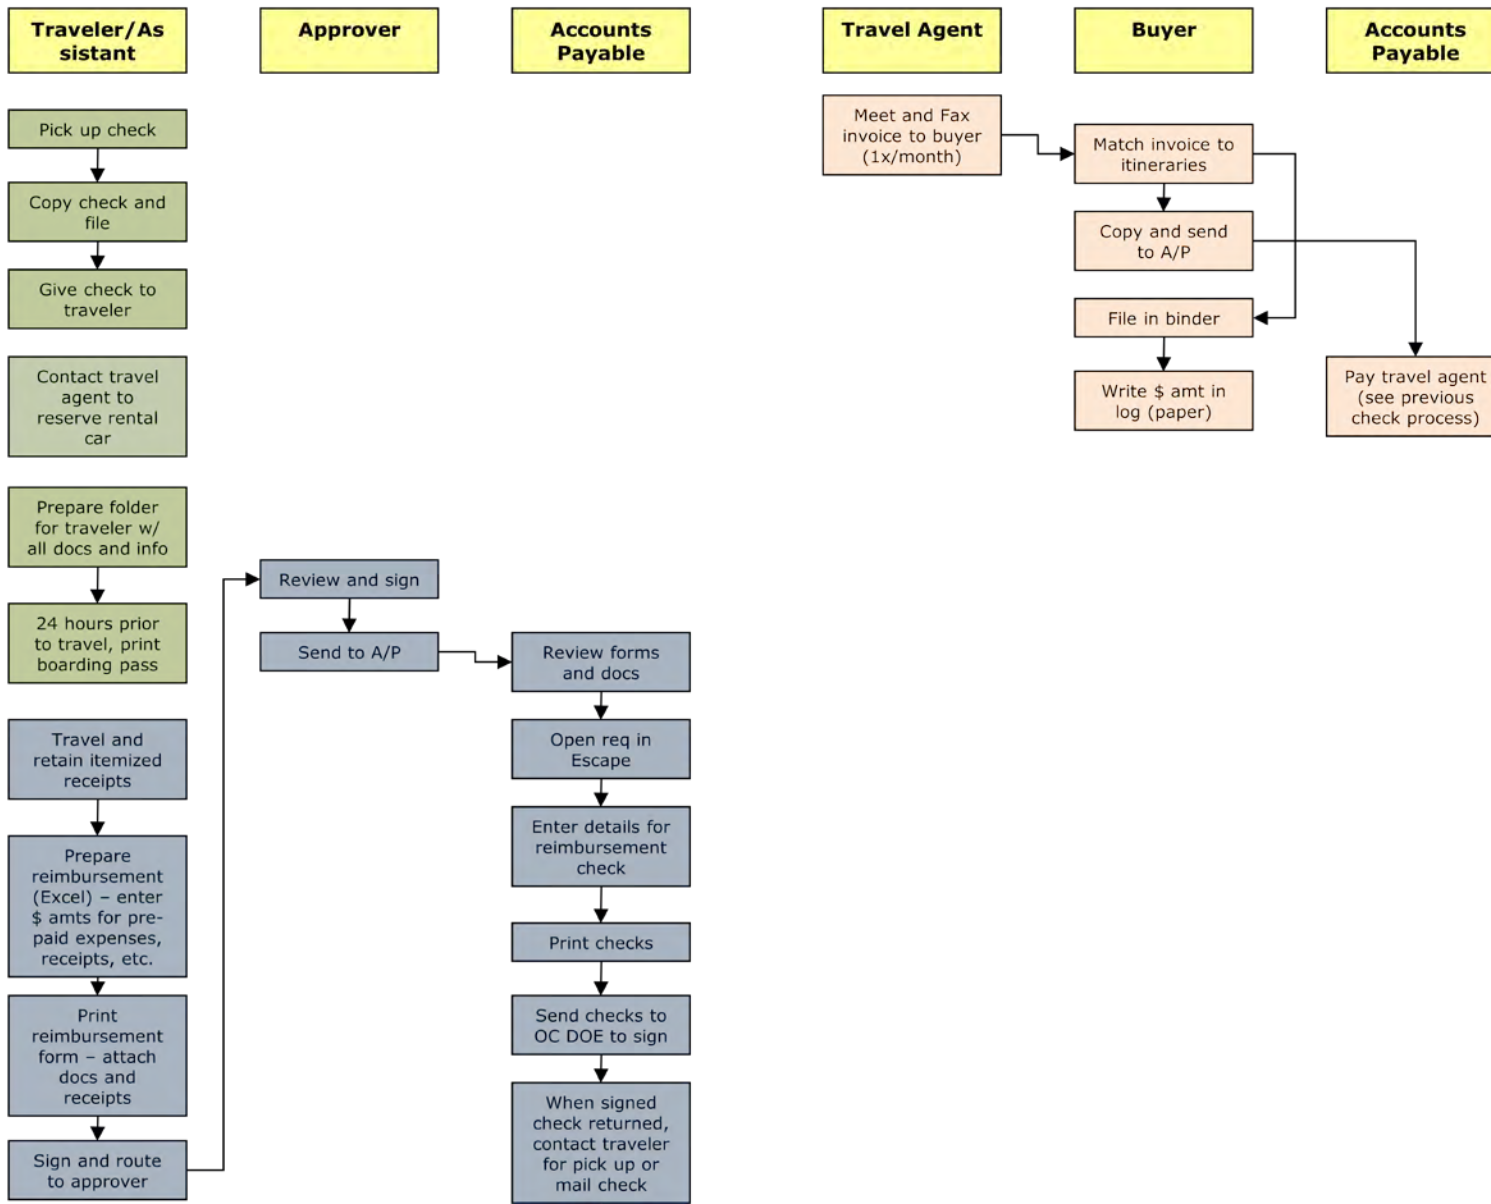 Traveler/As
sistant
Approver
Accounts
Payable
Travel Agent
Buyer
Accounts
Payable
Pick up check
Copy check and
file
Give check to
traveler
Contact travel
agent to
reserve rental
car
Prepare folder
for traveler w/
all docs and info
24 hours prior
to travel, print
boarding pass
Travel and
retain itemized
receipts
Prepare
reimbursement
(Excel) – enter
$ amts for pre-
paid expenses,
receipts, etc.
Print
reimbursement
form – attach
docs and
receipts
Sign and route
to approver
Review and sign
Send to A/P
Review forms
and docs
Open req in
Escape
Enter details for
reimbursement
check
Print checks
Send checks to
OC DOE to sign
When signed
check returned,
contact traveler
for pick up or
mail check
Meet and Fax
invoice to buyer
(1x/month)
Match invoice to
itineraries
Copy and send
to A/P
File in binder
Write $ amt in
log (paper)
Pay travel agent
(see previous
check process)